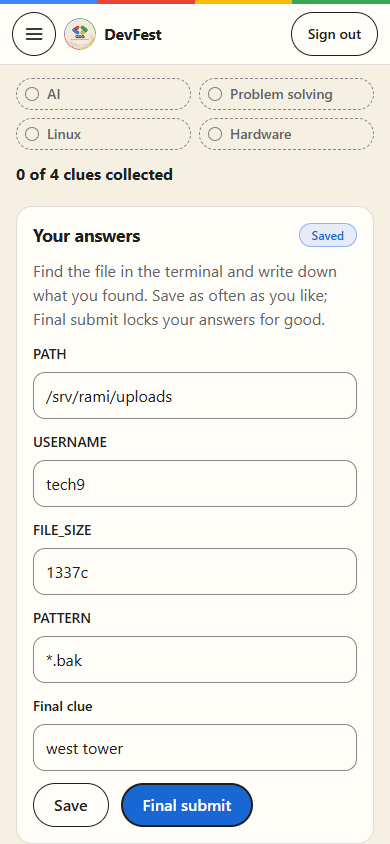 DevFest
Sign out
AI
Problem solving
Linux
Hardware
0 of 4 clues collected
Your answers
Saved
Find the file in the terminal and write down
what you found. Save as often as you like;
Final submit locks your answers for good.
PATH
/srv/rami/uploads
USERNAME
tech9
FILE_SIZE
1337c
PATTERN
*.bak
Final clue
west tower
Save
Final submit